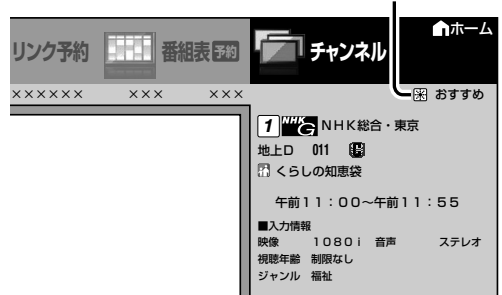 ホーム
リンク予約 番組表 予約 チャンネル
×××××× ××× ×××
おすすめ
1 NHK G NHK総合・東京
地上D 011
くらしの知恵袋
午前11：00～午前11：55
■入力情報
映像 1080i 音声 ステレオ
視聴年齢 制限なし
ジャンル 福祉